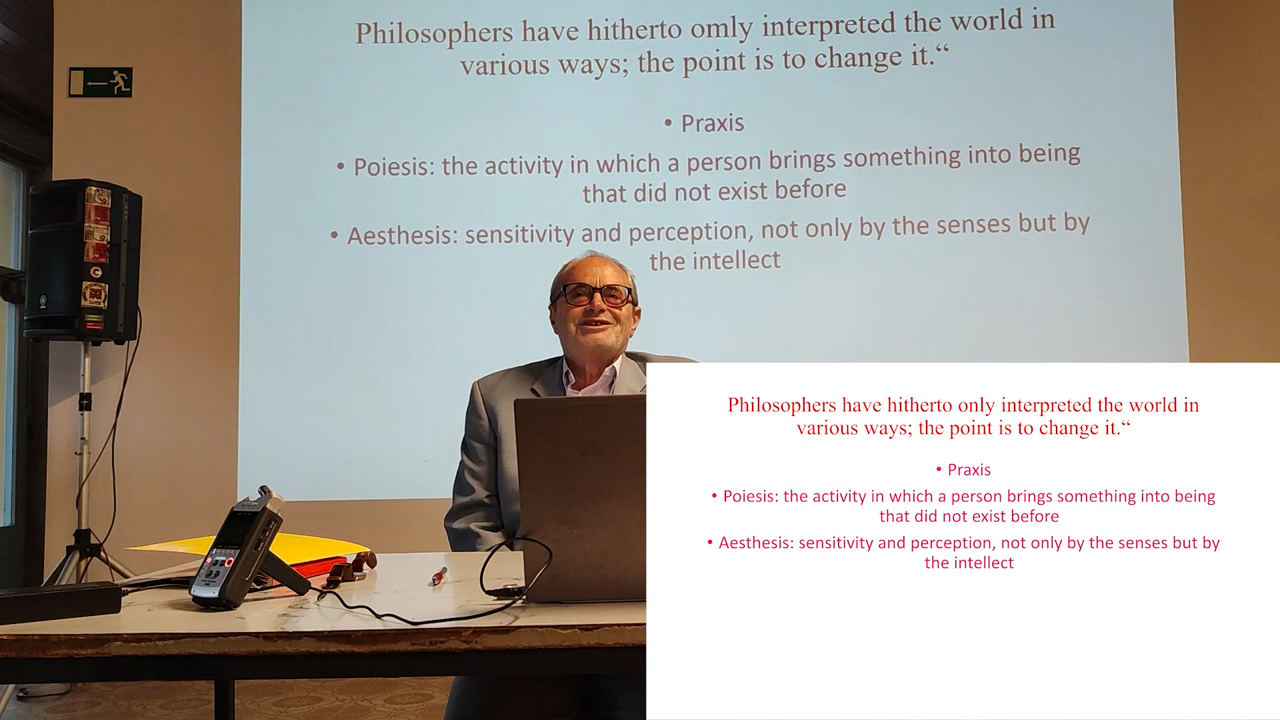 Philosophers have hitherto omly interpreted the world in
various ways; the point is to change it.“
• Praxis
• Poiesis: the activity in which a person brings something into being
that did not exist before
• Aesthesis: sensitivity and perception, not only by the senses but by
the intellect
Philosophers have hitherto only interpreted the world in
various ways; the point is to change it.“
• Praxis
• Poiesis: the activity in which a person brings something into being
that did not exist before
• Aesthesis: sensitivity and perception, not only by the senses but by
the intellect